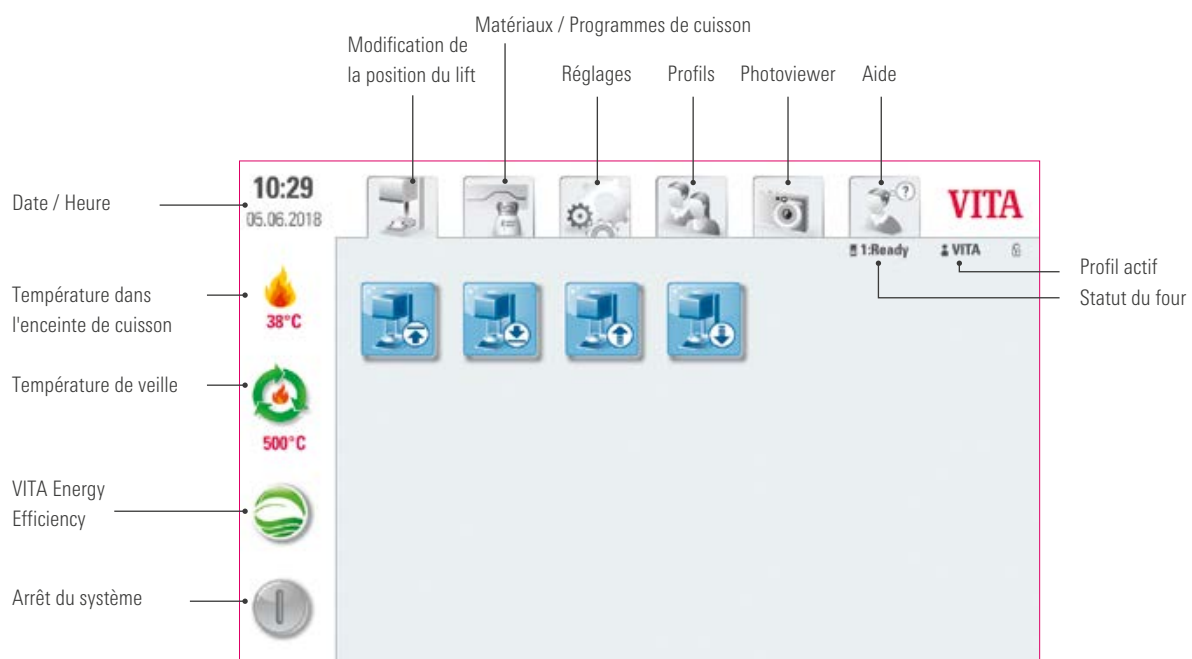 Matériaux / Programmes de cuisson
Modification de
la position du lift
Réglages
Profils
Photoviewer
Aide
Date / Heure
10:29
05.06.2018
?
VITA
1:Ready
VITA
Profil actif
Statut du four
Température dans
l'enceinte de cuisson
38°C
Température de veille
500°C
VITA Energy
Efficiency
Arrêt du système